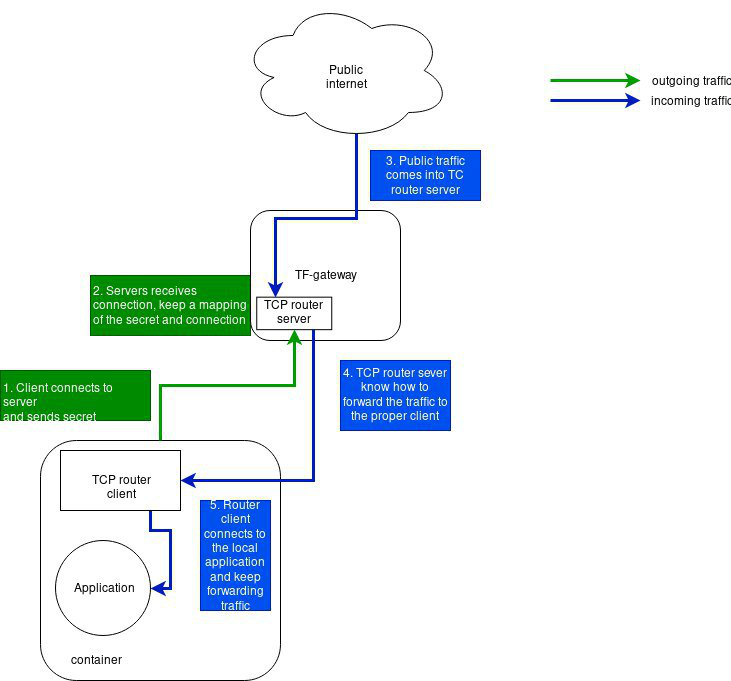 Public
internet
outgoing traffic
incoming traffic
3. Public traffic
comes into TC
router server
TF-gateway
2. Servers receives
connection, keep a mapping
of the secret and connection
TCP router
server
4. TCP router sever
know how to
forward the traffic to
the proper client
1. Client connects to
server
and sends secret
TCP router
client
5. Router
client
connects to
the local
application
and keep
forwarding
traffic
Application
container